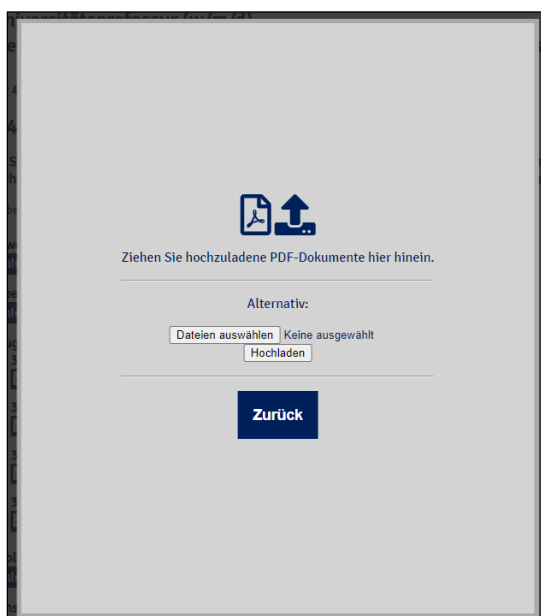 Ziehen Sie hochzuladene PDF-Dokumente hier hinein.
Alternativ:
Dateien auswählen Keine ausgewählt
Hochladen
Zurück